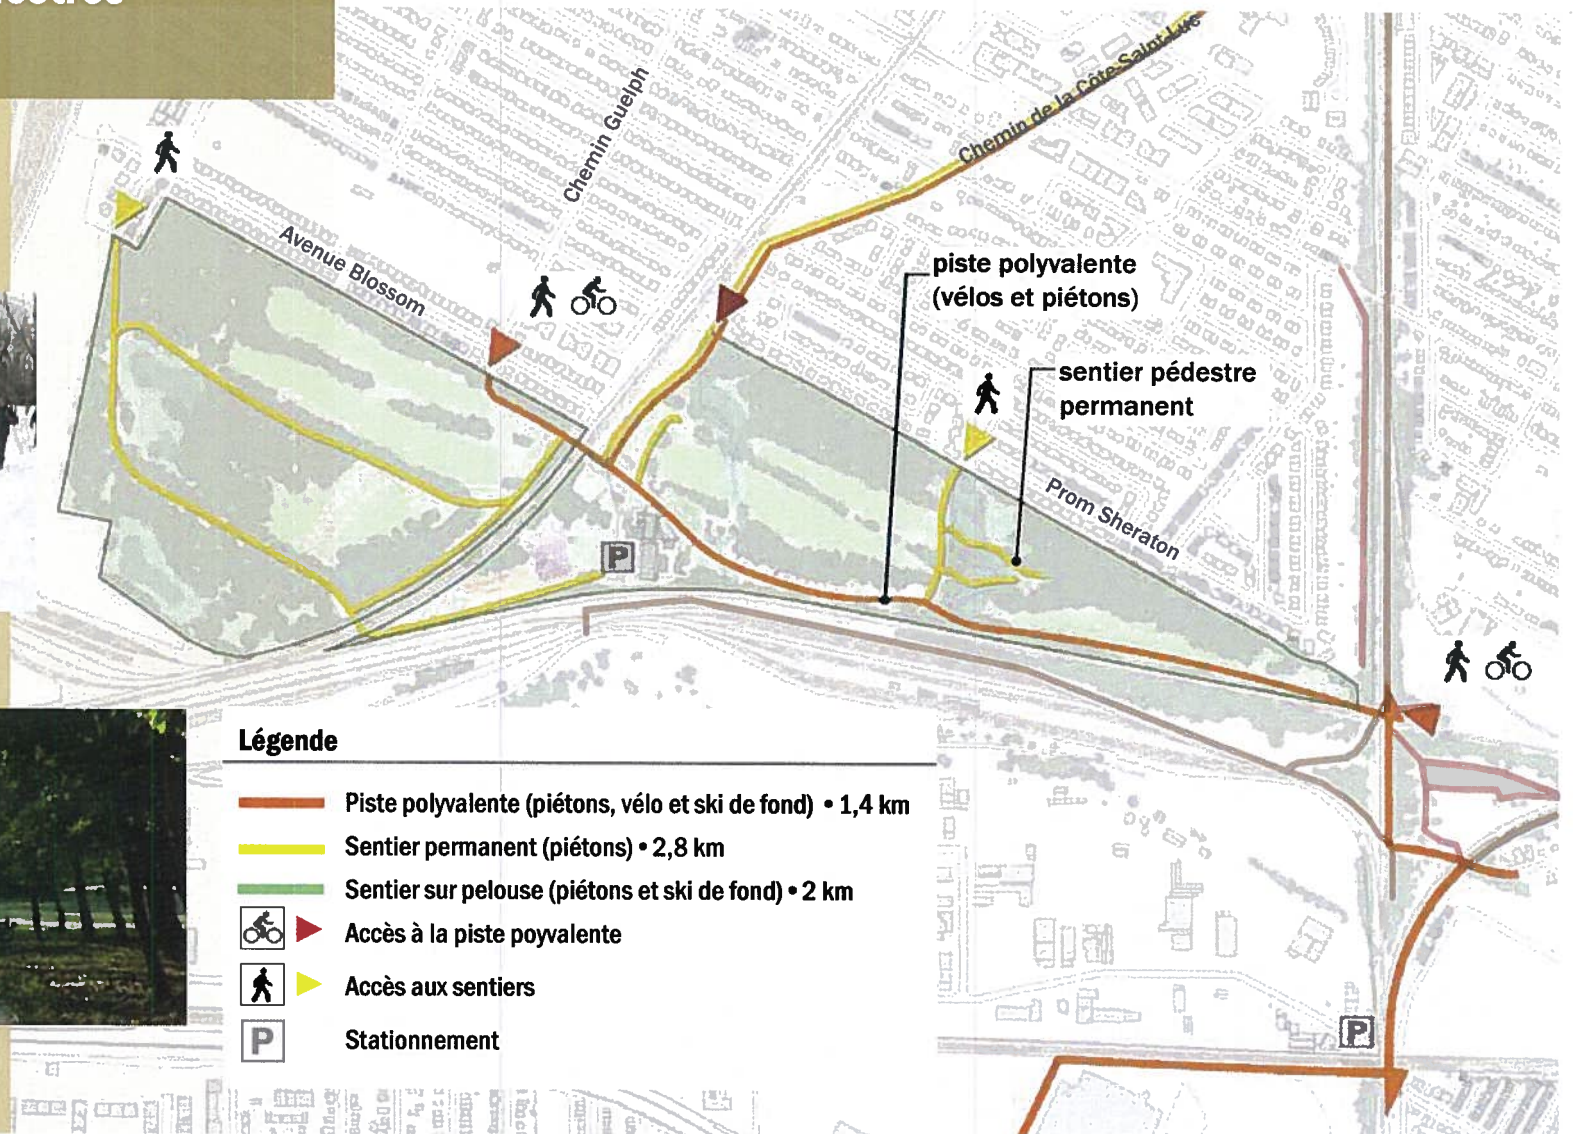 Chemin Guelph
Chemin de la Côte-Saint-Luc
Avenue Blossom
piste polyvalente
(vélos et piétons)
sentier pédestre
permanent
Prom Sheraton
P
Légende
Piste polyvalente (piétons, vélo et ski de fond) • 1,4 km
Sentier permanent (piétons) • 2,8 km
Sentier sur pelouse (piétons et ski de fond) • 2 km
Accès à la piste poyvalente
Accès aux sentiers
P Stationnement
P